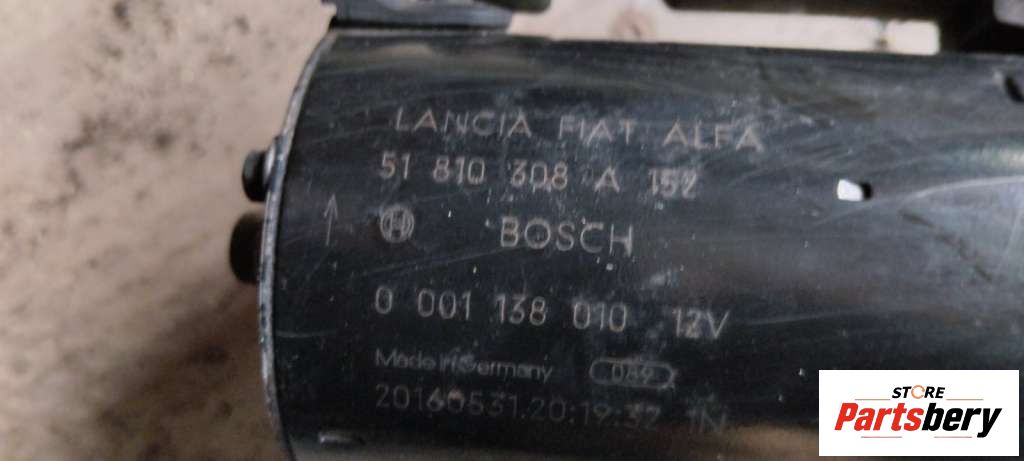 LANCIA FIAT ALFA
51 810 308 A 152
BOSCH
0 001 138 010 12V
Made in Germany 049
20160531.20:19:32 1N
STORE
Partsbery